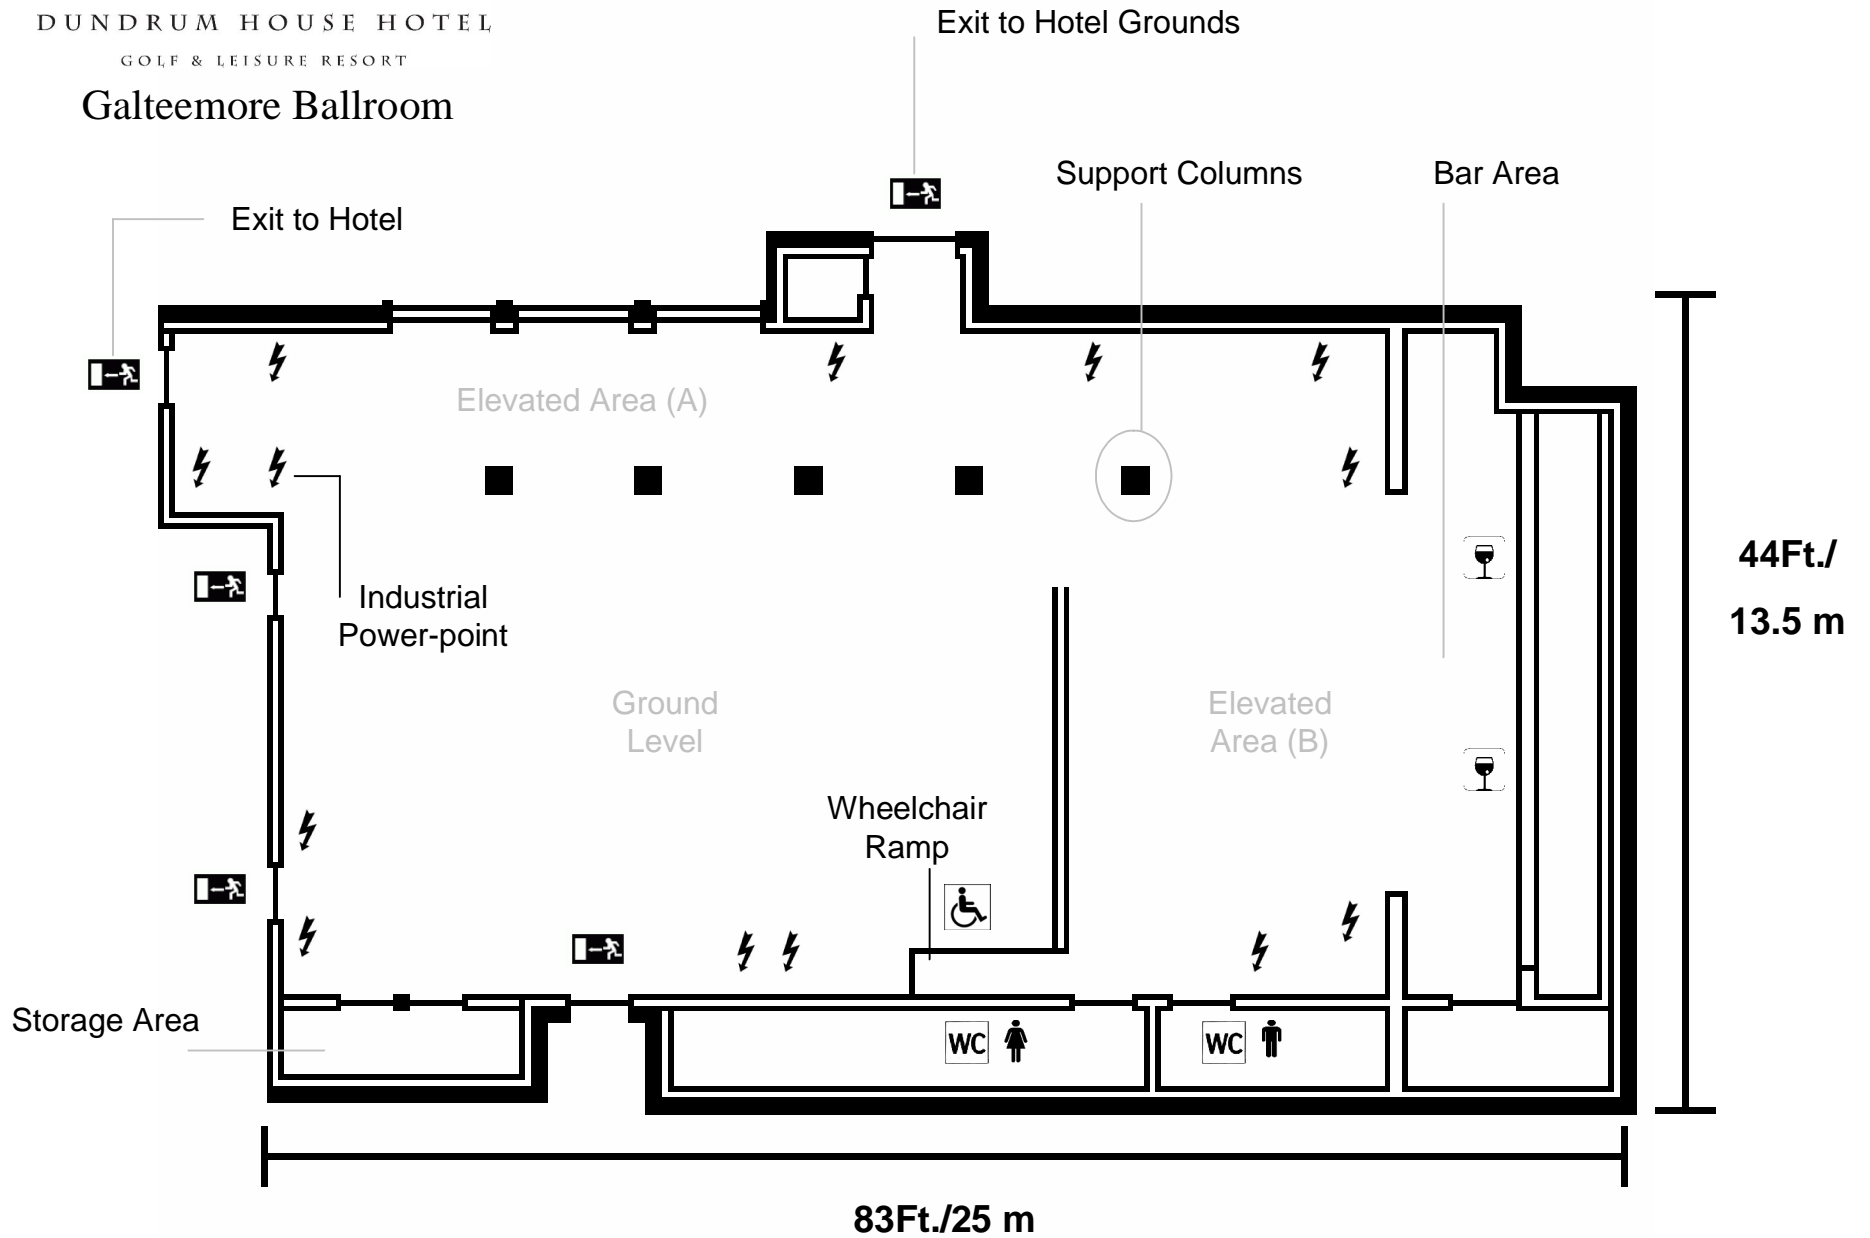 DUNDRUM HOUSE HOTEL
GOLF & LEISURE RESORT
Galteemore Ballroom
Exit to Hotel Grounds
Support Columns
Bar Area
Exit to Hotel
Elevated Area (A)
44Ft./
13.5 m
Industrial
Power-point
Ground
Level
Elevated
Area (B)
Wheelchair
Ramp
Storage Area
WC
WC
83Ft./25 m